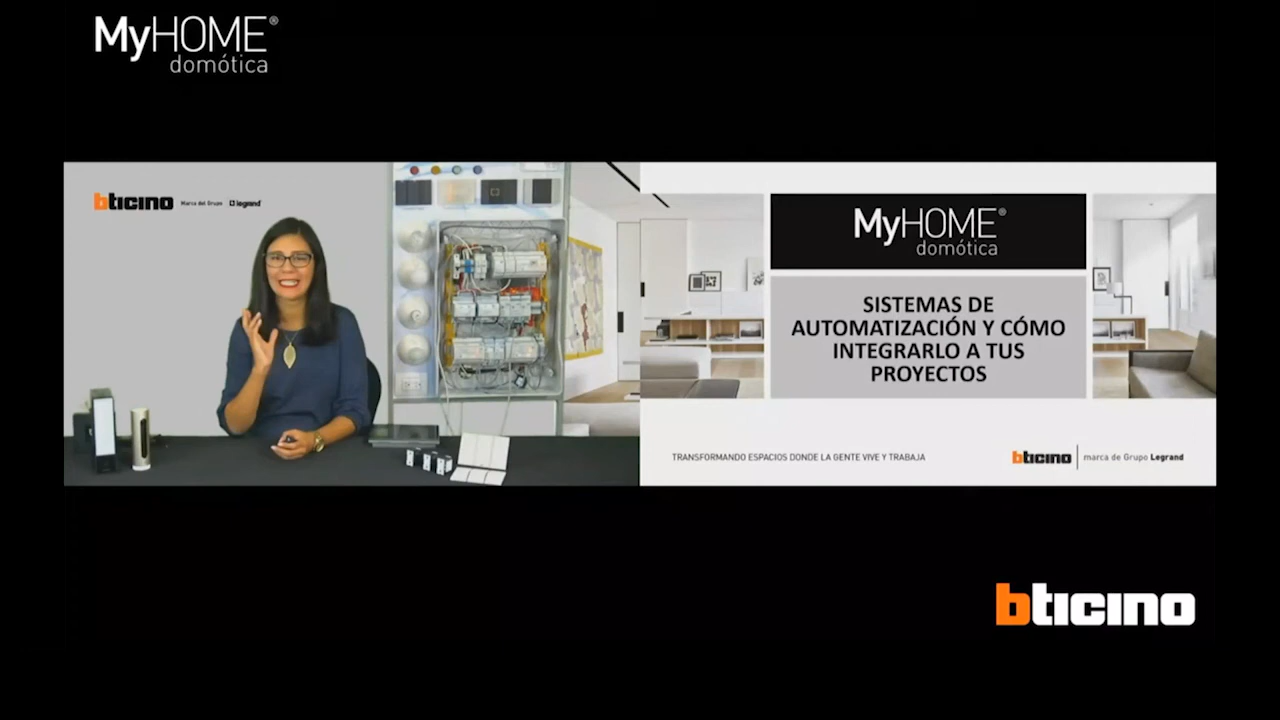 MyHOME®
domótica
bticino Marca del Grupo legrand
MyHOME®
domótica
SISTEMAS DE
AUTOMATIZACIÓN Y CÓMO
INTEGRARLO A TUS
PROYECTOS
TRANSFORMANDO ESPACIOS DONDE LA GENTE VIVE Y TRABAJA
bticino marca de Grupo Legrand
bticino